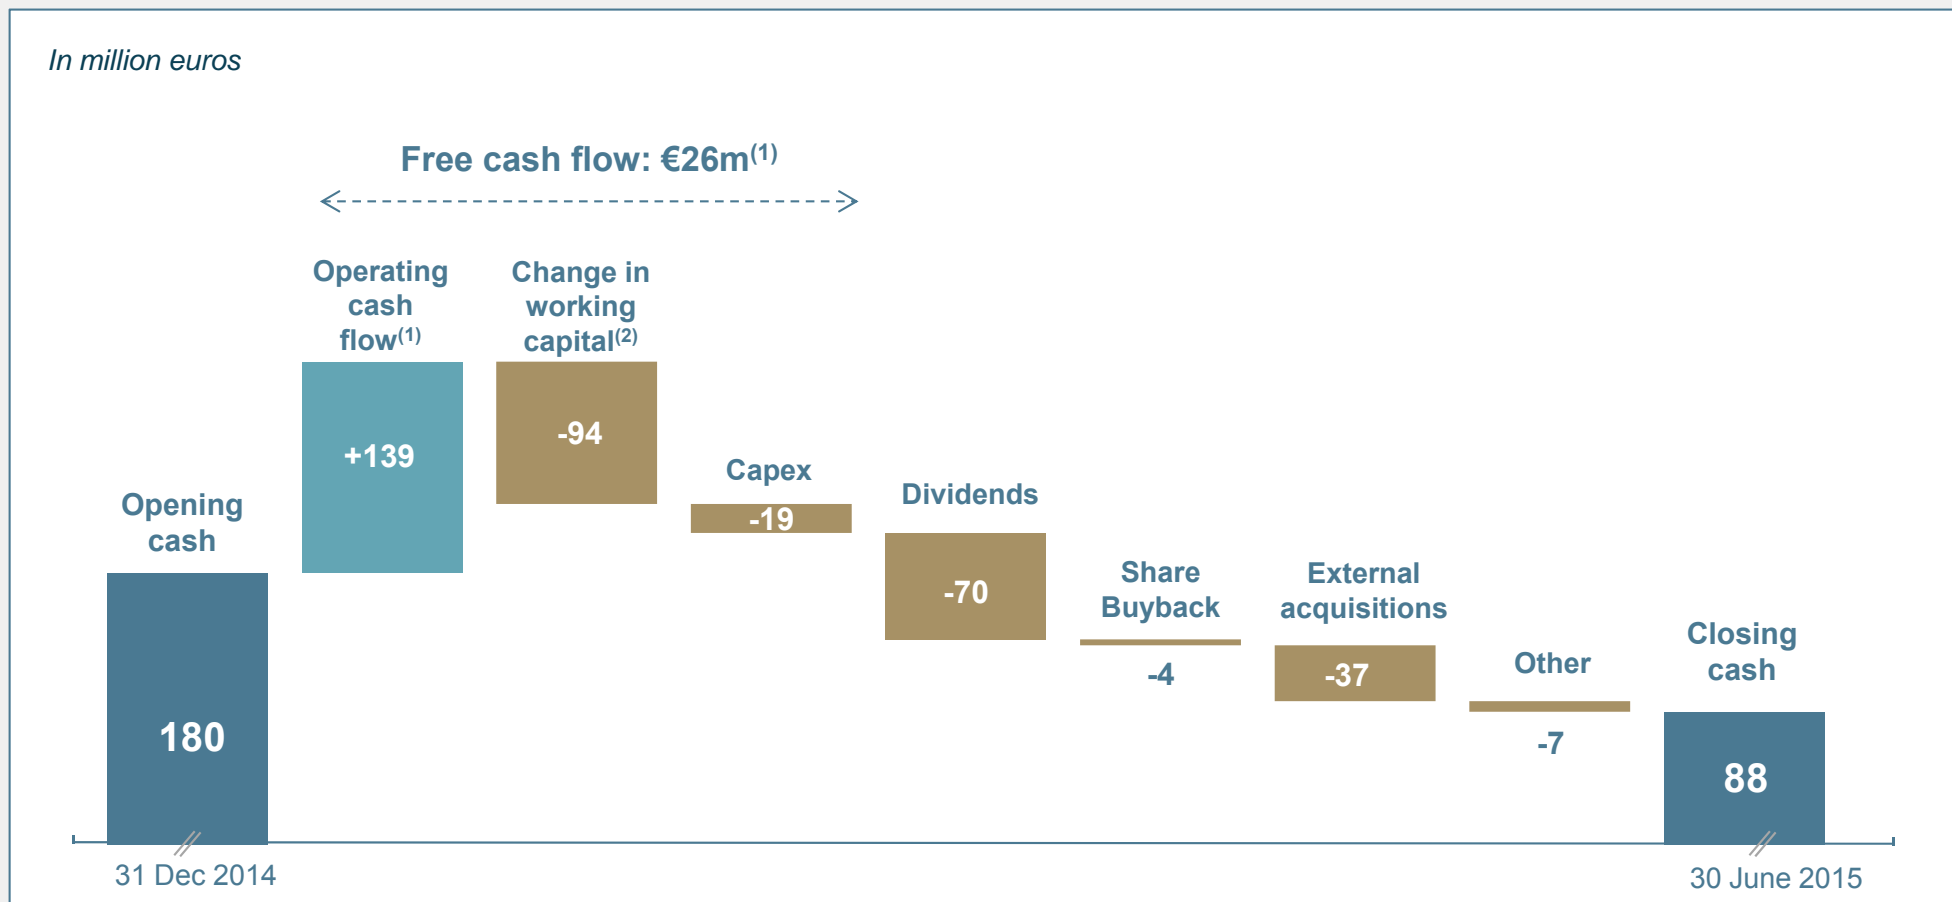 In million euros
Free cash flow: €26m(1)
Operating
cash
flow(1)
+139
Change in
working
capital(2)
-94
Capex
-19
Dividends
-70
Share
Buyback
-4
External
acquisitions
-37
Other
-7
Opening
cash
180
Closing
cash
88
31 Dec 2014
30 June 2015